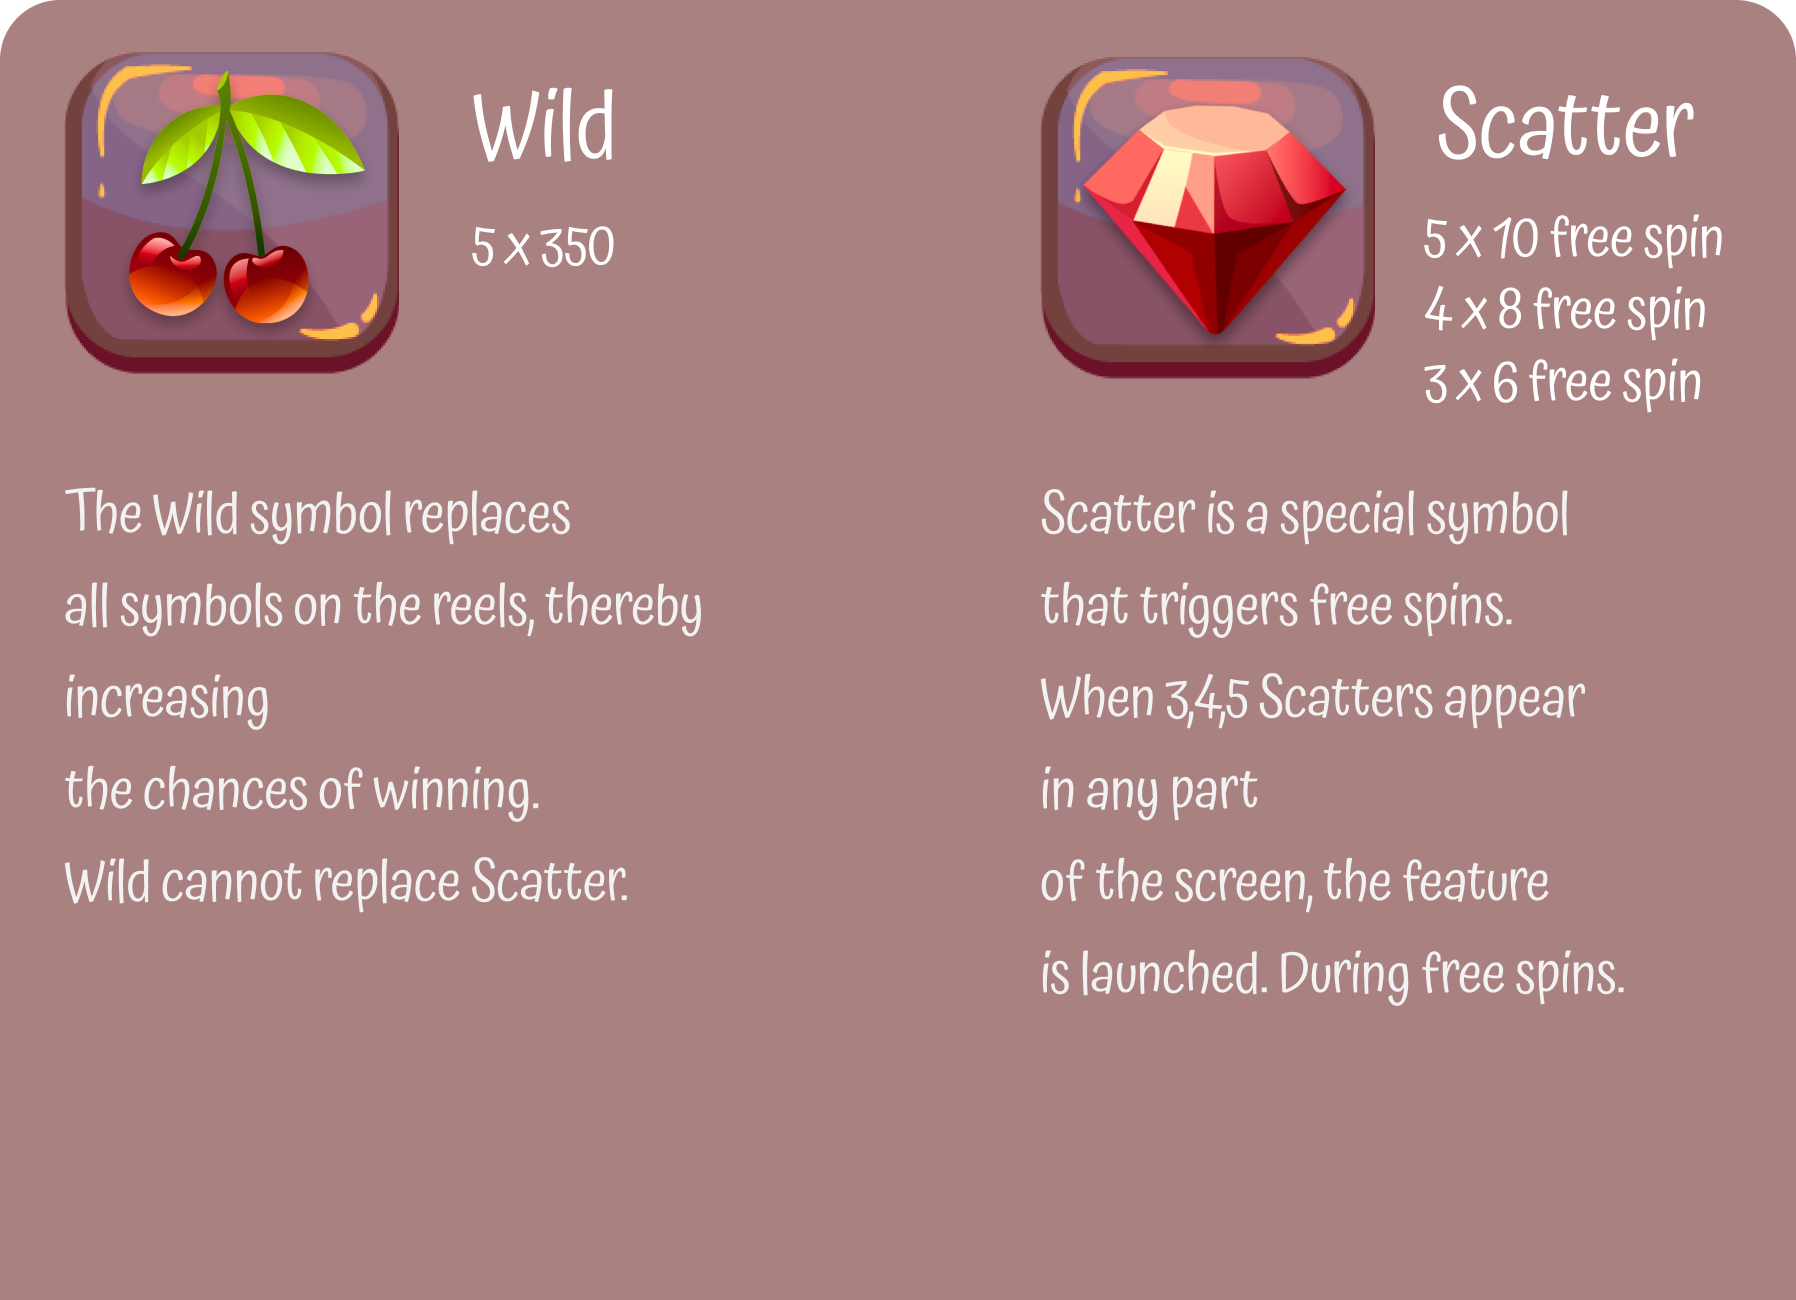 Wild
5 x 350
The Wild symbol replaces
all symbols on the reels, thereby
increasing
the chances of winning.
Wild cannot replace Scatter.
Scatter
5 x 10 free spin
4 x 8 free spin
3 x 6 free spin
Scatter is a special symbol
that triggers free spins.
When 3,4,5 Scatters appear
in any part
of the screen, the feature
is launched. During free spins.